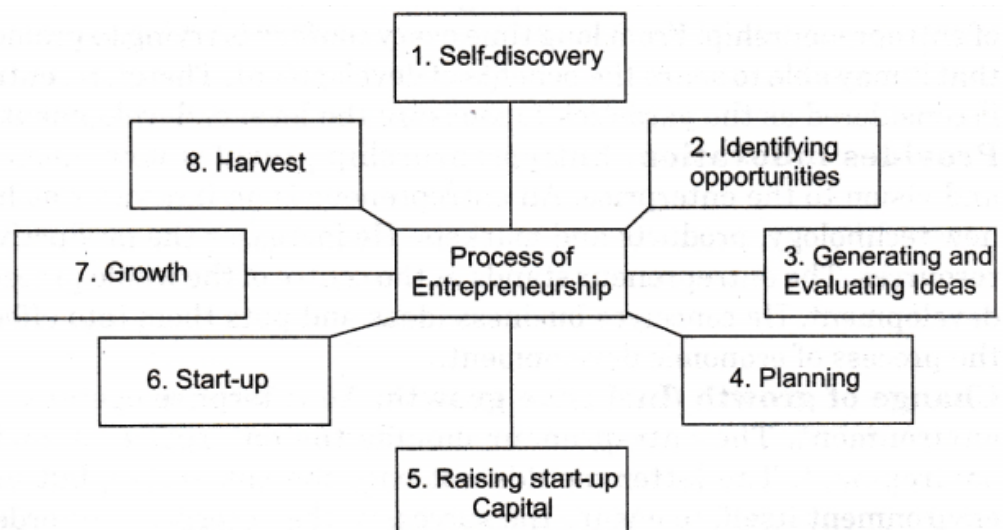 1. Self-discovery
2. Identifying
opportunities
3. Generating and
Evaluating Ideas
4. Planning
5. Raising start-up
Capital
6. Start-up
7. Growth
8. Harvest
Process of
Entrepreneurship